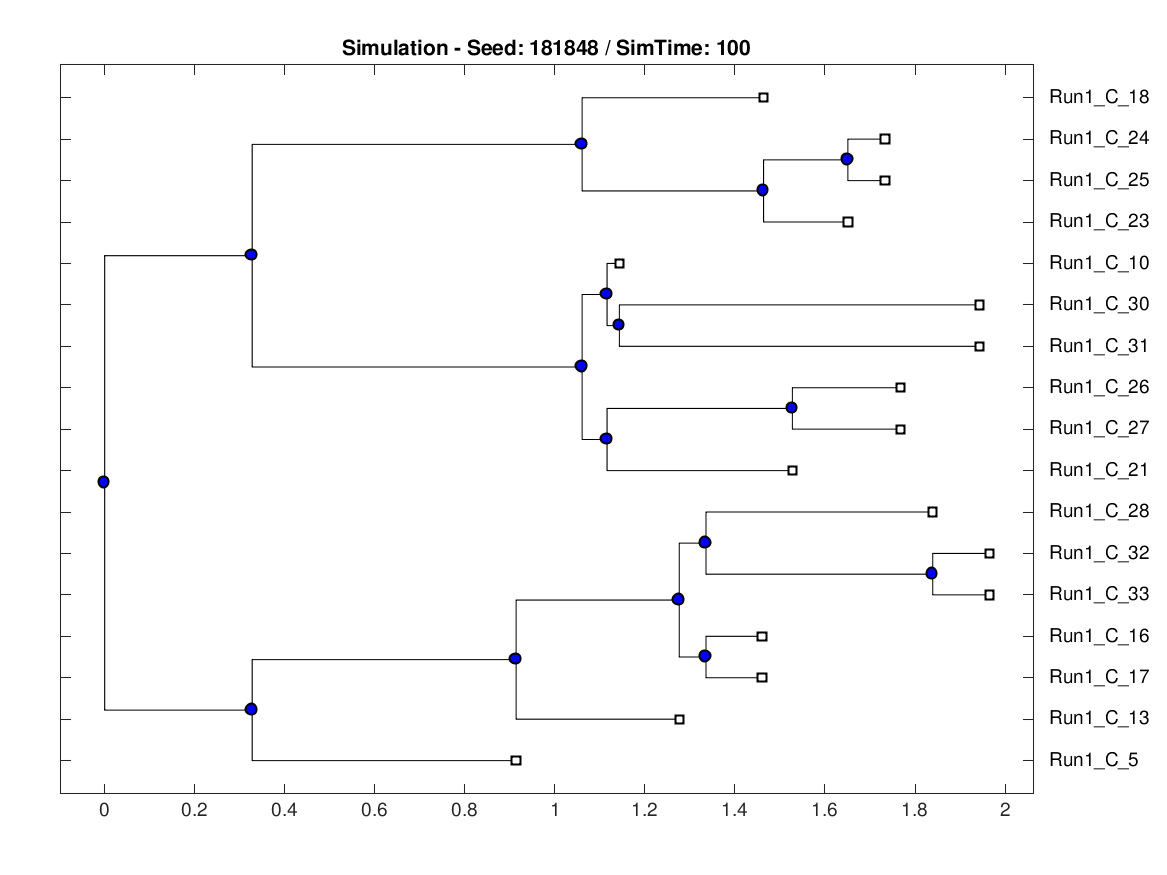 Simulation - Seed: 181848 / SimTime: 100
Run1_C_18
Run1_C_24
Run1_C_25
Run1_C_23
Run1_C_10
Run1_C_30
Run1_C_31
Run1_C_26
Run1_C_27
Run1_C_21
Run1_C_28
Run1_C_32
Run1_C_33
Run1_C_16
Run1_C_17
Run1_C_13
Run1_C_5
0 0.2 0.4 0.6 0.8 1 1.2 1.4 1.6 1.8 2